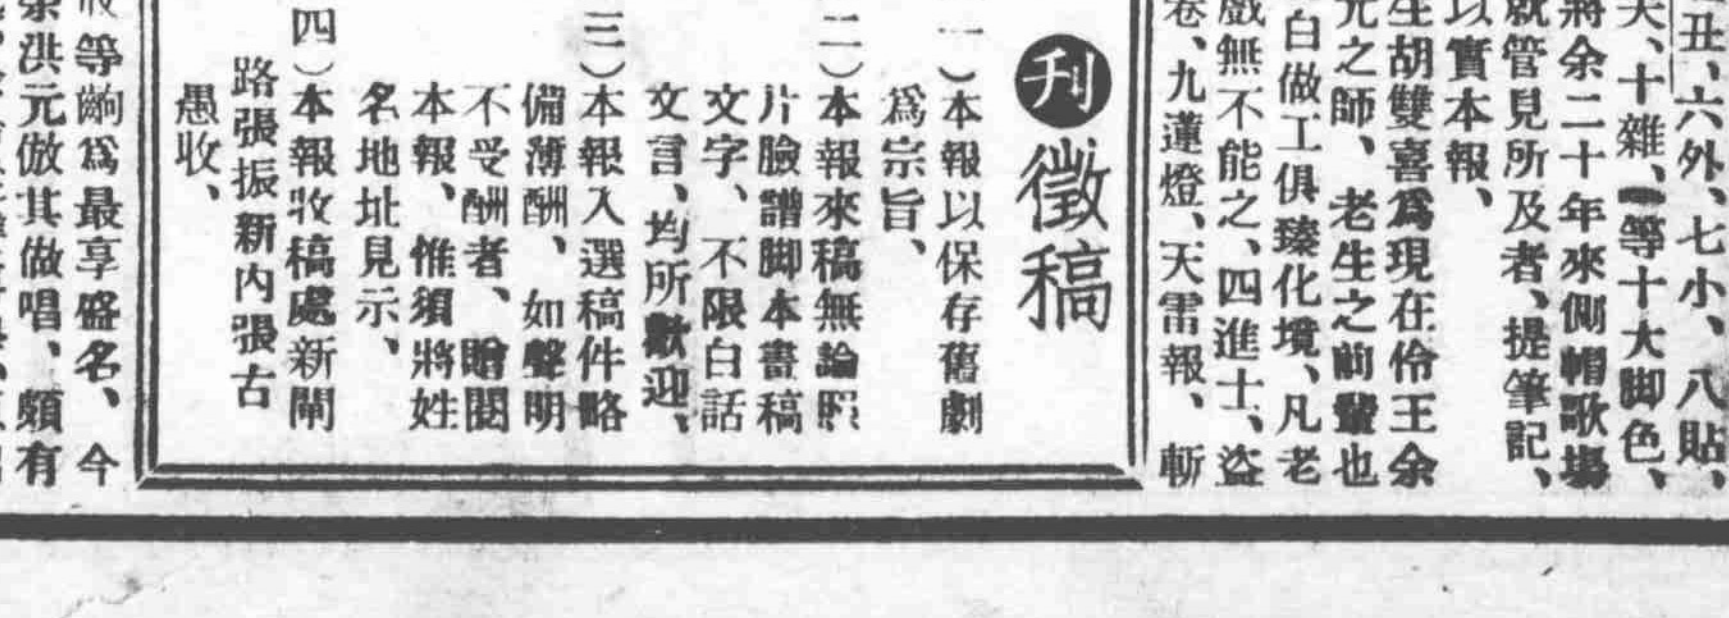 丑、六外、七小、八貼、
夫、十雜、一等十大脚色、
將余二十年來側帽歌場
就管見所及者、提筆記、
以實本報、
生胡雙喜爲現在伶王余
元之師、老生之前輩也
白做工俱臻化境、凡老
戲無不能之、四進士、盜
卷、九蓮燈、天雷報、斬
刋徵稿
一）本報以保存舊劇
爲宗旨、
二）本報來稿無論照
片臉譜脚本書稿
文字、不限白話
文言、均所歡迎、
三）本報入選稿件略
備薄酬、如聲明
不受酬者、贈閱
本報、惟須將姓
名地址見示、
四）本報收稿處新閘
路張振新內張古
愚收、
等齣爲最享盛名、今
余洪元倣其做唱、頗有